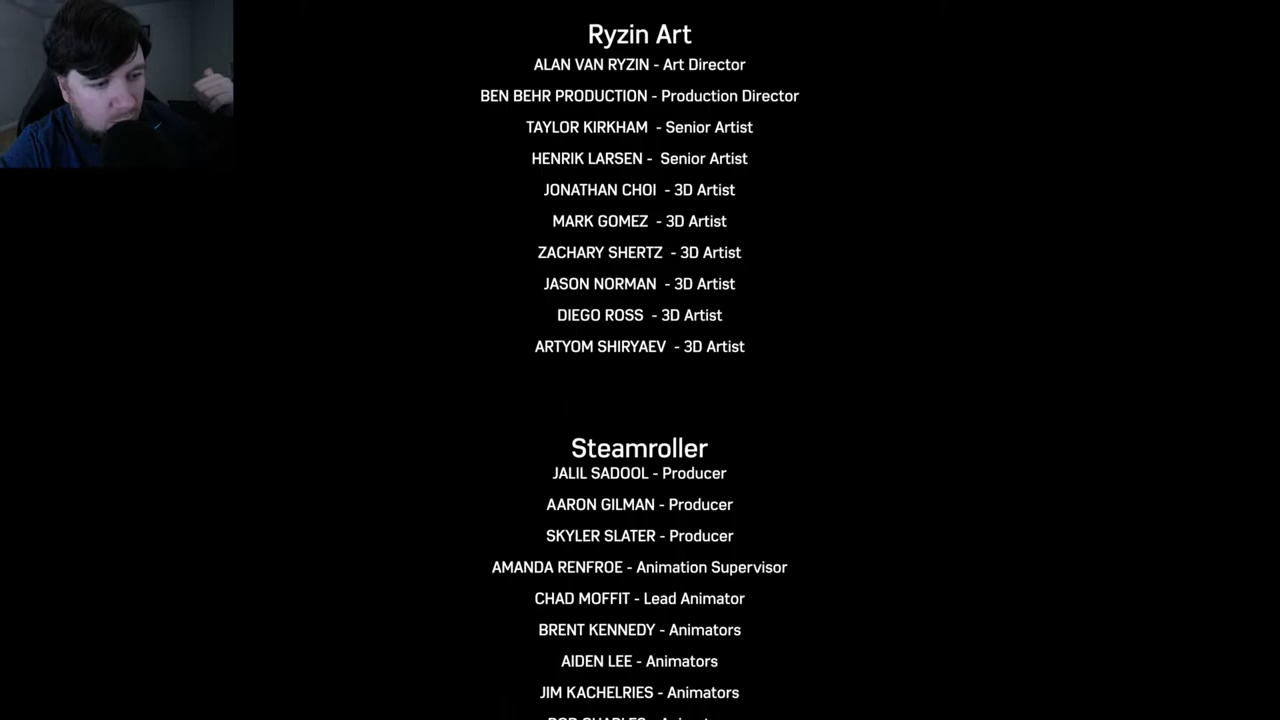 Ryzin Art
ALAN VAN RYZIN - Art Director
BEN BEHR PRODUCTION - Production Director
TAYLOR KIRKHAM - Senior Artist
HENRIK LARSEN - Senior Artist
JONATHAN CHOI - 3D Artist
MARK GOMEZ - 3D Artist
ZACHARY SHERTZ - 3D Artist
JASON NORMAN - 3D Artist
DIEGO ROSS - 3D Artist
ARTYOM SHIRYAEV - 3D Artist
Steamroller
JALIL SADOOL - Producer
AARON GILMAN - Producer
SKYLER SLATER - Producer
AMANDA RENFROE - Animation Supervisor
CHAD MOFFIT - Lead Animator
BRENT KENNEDY - Animators
AIDEN LEE - Animators
JIM KACHELRIES - Animators